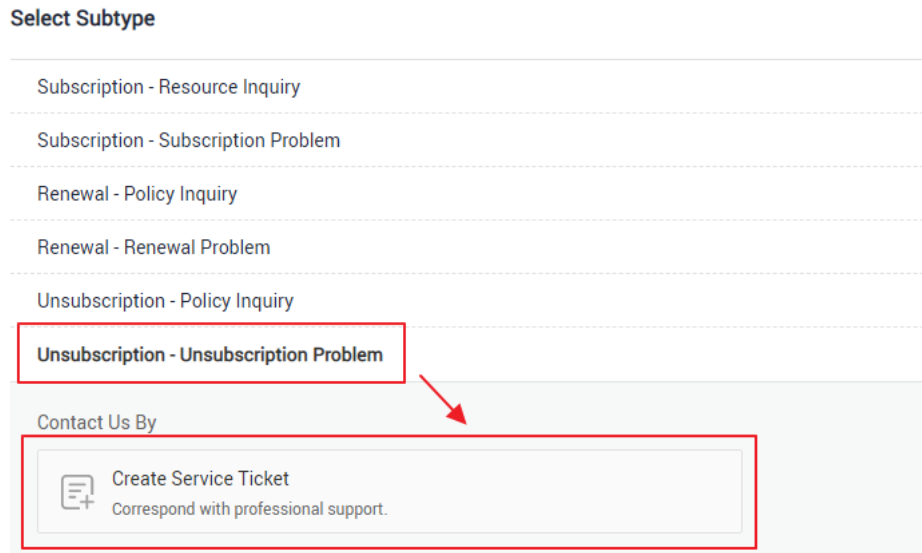 Select Subtype
Subscription - Resource Inquiry
Subscription - Subscription Problem
Renewal - Policy Inquiry
Renewal - Renewal Problem
Unsubscription - Policy Inquiry
Unsubscription - Unsubscription Problem
Contact Us By
Create Service Ticket
Correspond with professional support.